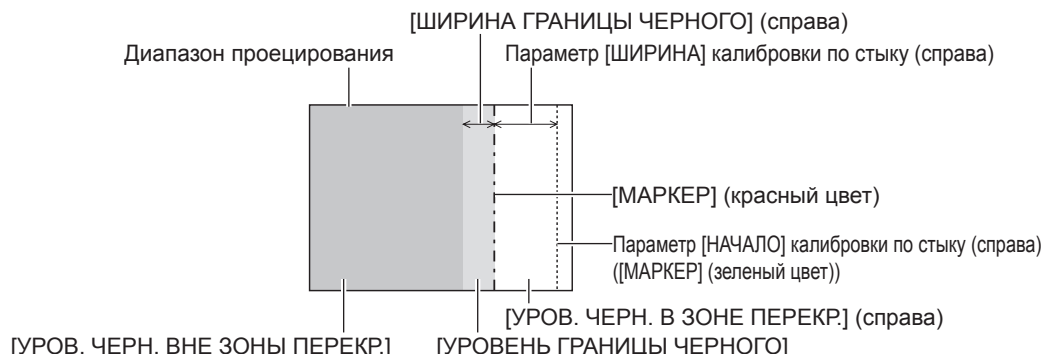 [ШИРИНА ГРАНИЦЫ ЧЕРНОГО] (справа)
Диапазон проецирования
Параметр [ШИРИНА] калибровки по стыку (справа)
[МАРКЕР] (красный цвет)
Параметр [НАЧАЛО] калибровки по стыку (справа)
([МАРКЕР] (зеленый цвет))
[УРОВ. ЧЕРН. В ЗОНЕ ПЕРЕКР.] (справа)
[УРОВ. ЧЕРН. ВНЕ ЗОНЫ ПЕРЕКР.]
[УРОВЕНЬ ГРАНИЦЫ ЧЕРНОГО]